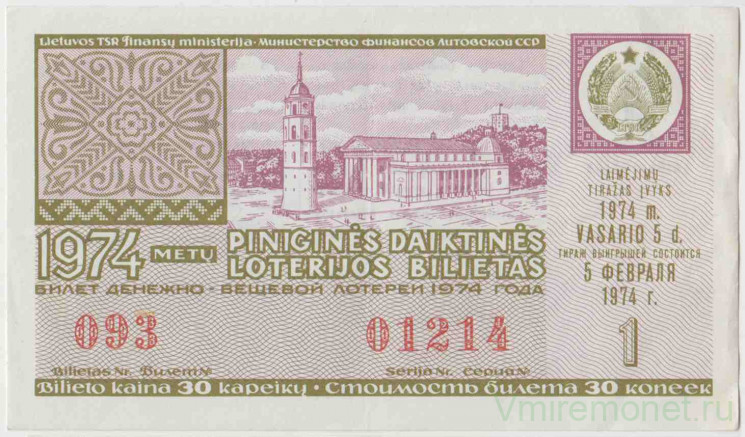 Lietuvos TSR Finansų ministerija · Министерство финансов Литовской ССР
LAIMĖJIMŲ
TIRAŽAS ĮVYKS
1974 m.
VASARIO 5 d.
ТИРАЖ ВЫИГРЫШЕЙ СОСТОИТСЯ
5 ФЕВРАЛЯ
1974 г.
1974 METŲ PINIGINĖS DAIKTINĖS
LOTERIJOS BILIETAS
БИЛЕТ ДЕНЕЖНО-ВЕЩЕВОЙ ЛОТЕРЕИ 1974 ГОДА
093 01214 1
Bilietas Nr. Билет № Serija Nr. серия №
Bilieto kaina 30 kapeikų · Стоимость билета 30 копеек
Vmiremonet.ru